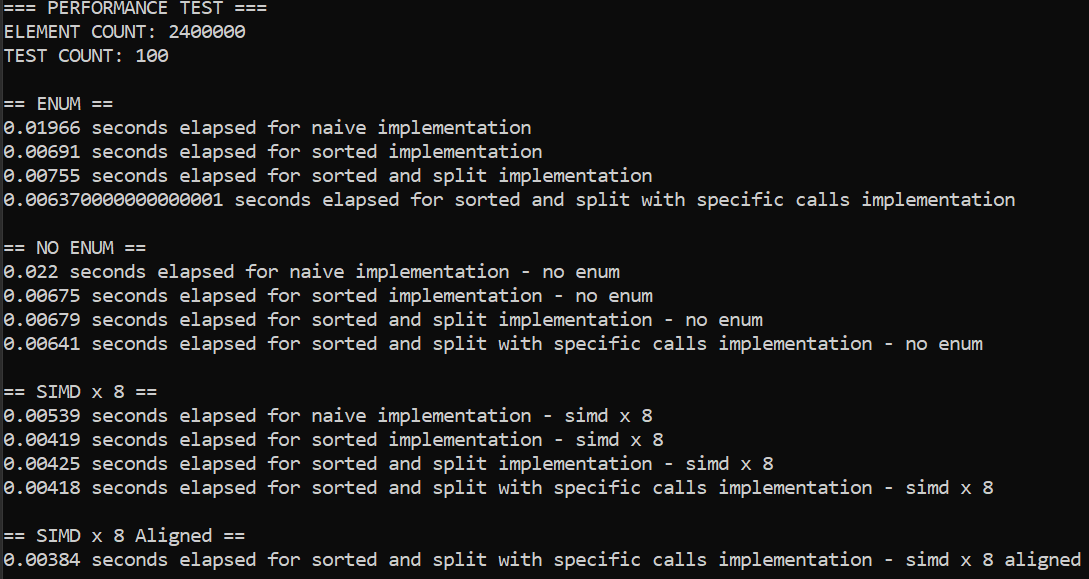 === PERFORMANCE TEST ===
ELEMENT COUNT: 2400000
TEST COUNT: 100

== ENUM ==
0.01966 seconds elapsed for naive implementation
0.00691 seconds elapsed for sorted implementation
0.00755 seconds elapsed for sorted and split implementation
0.006370000000000001 seconds elapsed for sorted and split with specific calls implementation

== NO ENUM ==
0.022 seconds elapsed for naive implementation - no enum
0.00675 seconds elapsed for sorted implementation - no enum
0.00679 seconds elapsed for sorted and split implementation - no enum
0.00641 seconds elapsed for sorted and split with specific calls implementation - no enum

== SIMD x 8 ==
0.00539 seconds elapsed for naive implementation - simd x 8
0.00419 seconds elapsed for sorted implementation - simd x 8
0.00425 seconds elapsed for sorted and split implementation - simd x 8
0.00418 seconds elapsed for sorted and split with specific calls implementation - simd x 8

== SIMD x 8 Aligned ==
0.00384 seconds elapsed for sorted and split with specific calls implementation - simd x 8 aligned